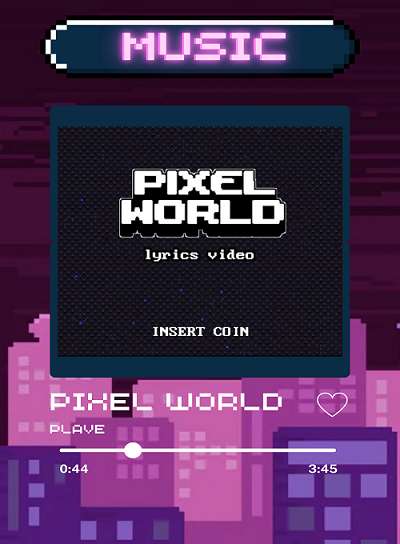 MUSIC
PIXEL
WORLD
lyrics video
INSERT COIN
PIXEL WORLD
PLAVE
0:44 3:45